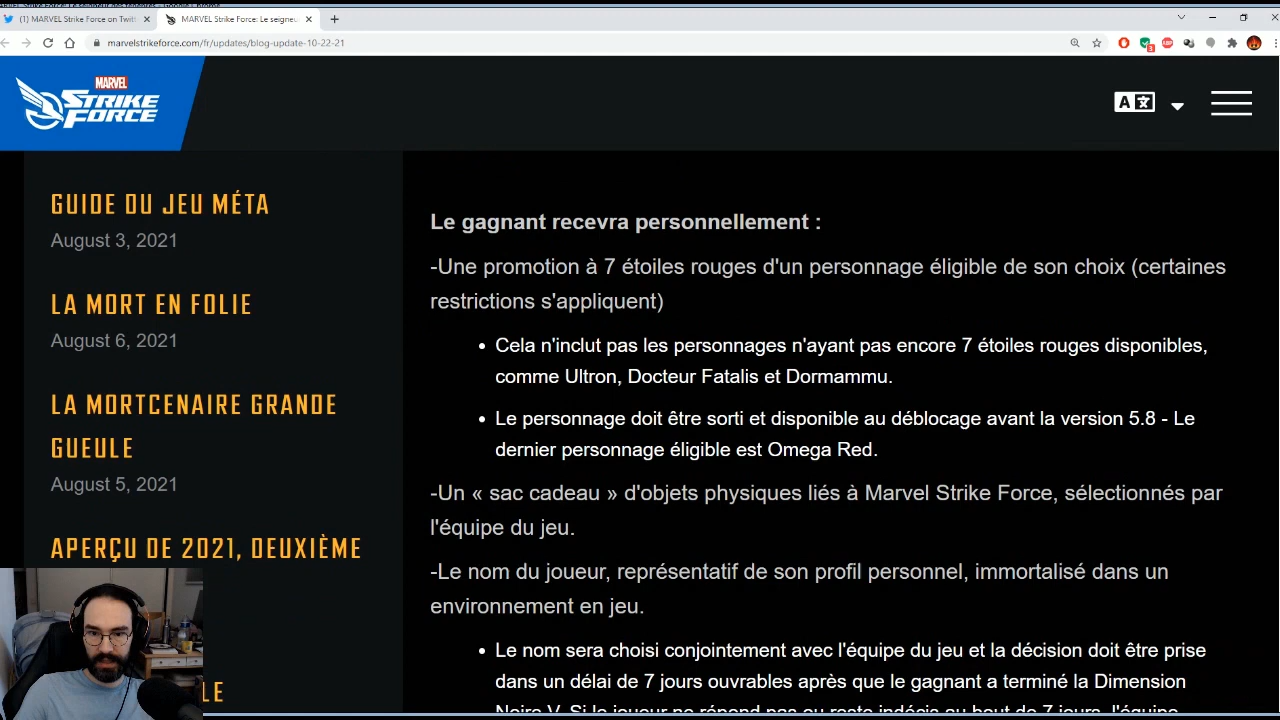 (1) MARVEL Strike Force on Twitt
MARVEL Strike Force: Le seigneu
marvelstrikeforce.com/fr/updates/blog-update-10-22-21
MARVEL
STRIKE
FORCE
GUIDE DU JEU MÉTA
August 3, 2021
LA MORT EN FOLIE
August 6, 2021
LA MORTCENAIRE GRANDE
GUEULE
August 5, 2021
APERÇU DE 2021, DEUXIÈME
LE
Le gagnant recevra personnellement :
-Une promotion à 7 étoiles rouges d'un personnage éligible de son choix (certaines
restrictions s'appliquent)
• Cela n'inclut pas les personnages n'ayant pas encore 7 étoiles rouges disponibles,
comme Ultron, Docteur Fatalis et Dormammu.
• Le personnage doit être sorti et disponible au déblocage avant la version 5.8 - Le
dernier personnage éligible est Omega Red.
-Un « sac cadeau » d'objets physiques liés à Marvel Strike Force, sélectionnés par
l'équipe du jeu.
-Le nom du joueur, représentatif de son profil personnel, immortalisé dans un
environnement en jeu.
• Le nom sera choisi conjointement avec l'équipe du jeu et la décision doit être prise
dans un délai de 7 jours ouvrables après que le gagnant a terminé la Dimension
Noire V. Si le joueur ne répond pas ou reste indécis au bout de 7 jours, l'équipe